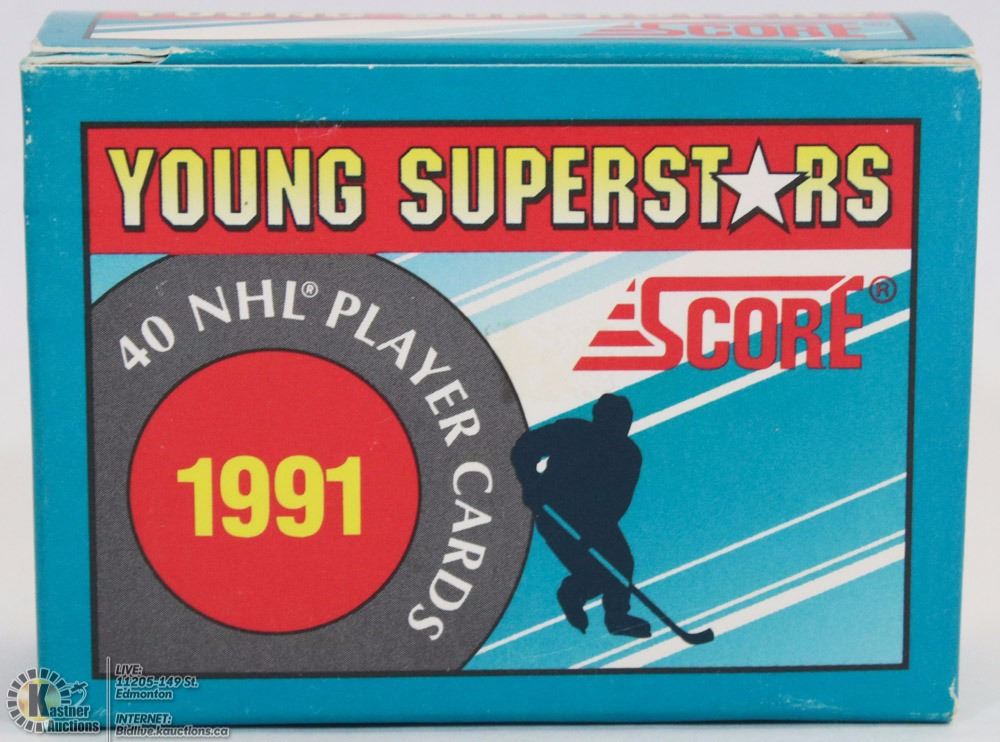 SCORE
YOUNG SUPERSTARS
SCORE®
40 NHL® PLAYER CARDS
1991
Kastner
Auctions
LIVE:
11205-149 St.
Edmonton
INTERNET:
Bidlive.kauctions.ca